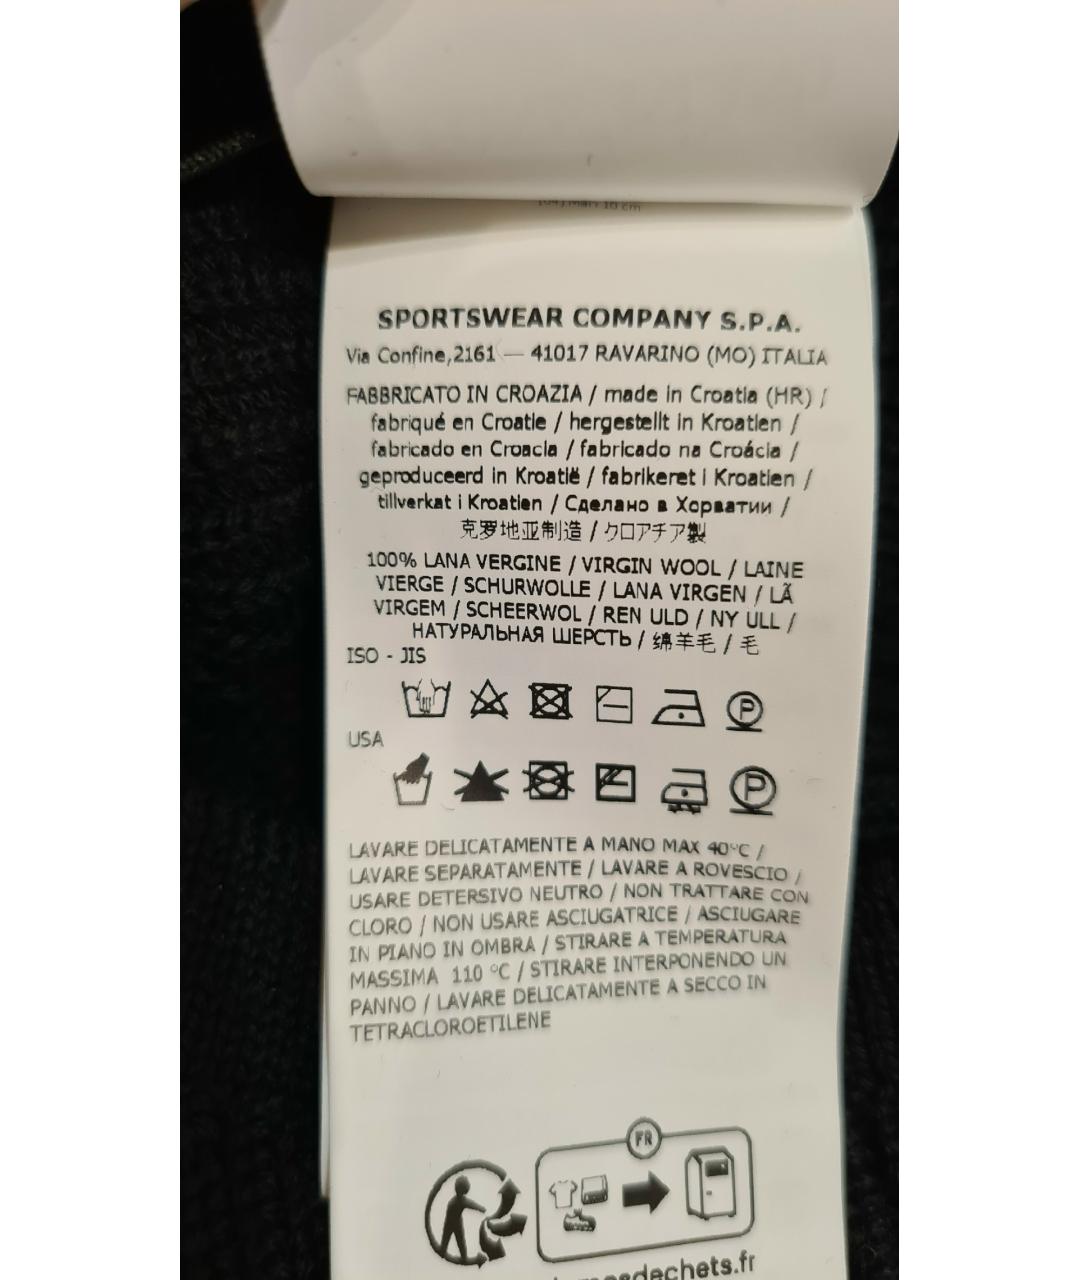 SPORTSWEAR COMPANY S.P.A.
Via Confine,2161 — 41017 RAVARINO (MO) ITALIA
FABBRICATO IN CROAZIA / made in Croatia (HR) /
fabriqué en Croatie / hergestellt in Kroatien /
fabricado en Croacia / fabricado na Croácia /
geproduceerd in Kroatië / fabrikeret i Kroatien /
tillverkat i Kroatien / Сделано в Хорватии /
克罗地亚制造 / クロアチア製
100% LANA VERGINE / VIRGIN WOOL / LAINE
VIERGE / SCHURWOLLE / LANA VIRGEN / LÃ
VIRGEM / SCHEERWOL / REN ULD / NY ULL /
НАТУРАЛЬНАЯ ШЕРСТЬ / 绵羊毛 / 毛
ISO - JIS
P
USA
P
LAVARE DELICATAMENTE A MANO MAX 40°C /
LAVARE SEPARATAMENTE / LAVARE A ROVESCIO /
USARE DETERSIVO NEUTRO / NON TRATTARE CON
CLORO / NON USARE ASCIUGATRICE / ASCIUGARE
IN PIANO IN OMBRA / STIRARE A TEMPERATURA
MASSIMA 110 °C / STIRARE INTERPONENDO UN
PANNO / LAVARE DELICATAMENTE A SECCO IN
TETRACLOROETILENE
FR